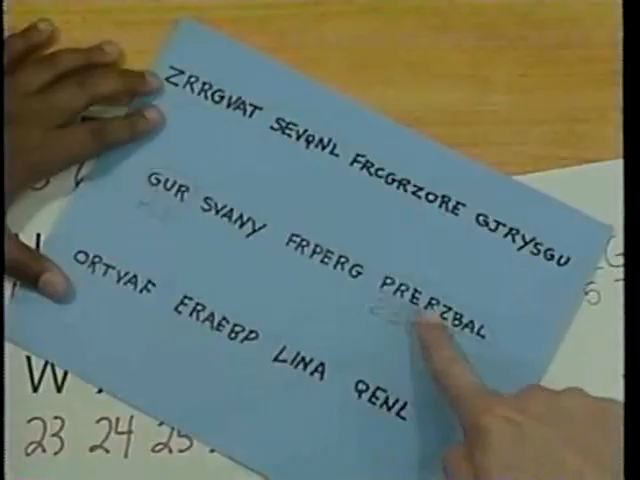 ZRRGVAT SEVQNL FRCGRZORE GJRYSGU
GUR SVANY FRPERG PRERZBAL
ORTVAF ERAEBP LINA QENL
W
23 24 25